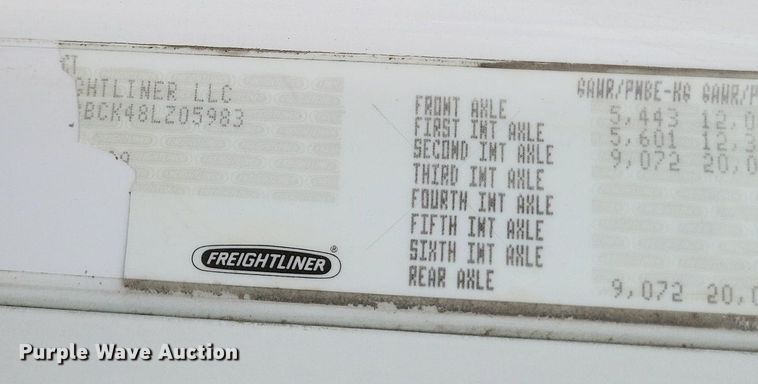 GHTLINER LLC
BCK48LZ05983
GAWR/PNBE-KG GAWR/P
FRONT AXLE 5,443 12,0
FIRST INT AXLE 5,601 12,3
SECOND INT AXLE 9,072 20,0
THIRD INT AXLE
FOURTH INT AXLE
FIFTH INT AXLE
SIXTH INT AXLE
REAR AXLE 9,072 20,0
FREIGHTLINER®
Purple Wave Auction